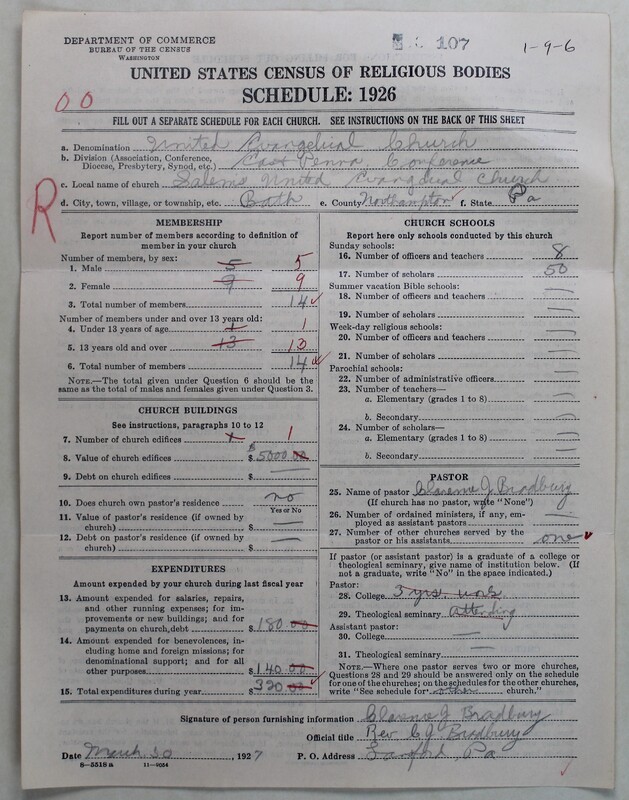 DEPARTMENT OF COMMERCE
BUREAU OF THE CENSUS
WASHINGTON
107
1-9-6
UNITED STATES CENSUS OF RELIGIOUS BODIES
SCHEDULE: 1926
00
FILL OUT A SEPARATE SCHEDULE FOR EACH CHURCH. SEE INSTRUCTIONS ON THE BACK OF THIS SHEET
a. Denomination United Evangelical Church
b. Division (Association, Conference, Diocese, Presbytery, Synod, etc.) East Penna. Conference
c. Local name of church Salems United Evangelical Church
R
d. City, town, village, or township, etc. Bath e. County Northampton f. State Pa
MEMBERSHIP
Report number of members according to definition of member in your church
Number of members, by sex:
1. Male 5 5
2. Female 9 9
3. Total number of members 14
Number of members under and over 13 years old:
4. Under 13 years of age 1 1
5. 13 years old and over 13 13
6. Total number of members 14
NOTE.—The total given under Question 6 should be the same as the total of males and females given under Question 3.
CHURCH BUILDINGS
See instructions, paragraphs 10 to 12
7. Number of church edifices 1 1
8. Value of church edifices $ 5000.00
9. Debt on church edifices $ —
10. Does church own pastor's residence no
Yes or No
11. Value of pastor's residence (if owned by church) $ —
12. Debt on pastor's residence (if owned by church) $ —
EXPENDITURES
Amount expended by your church during last fiscal year
13. Amount expended for salaries, repairs, and other running expenses; for improvements or new buildings; and for payments on church debt $ 180.00
14. Amount expended for benevolences, including home and foreign missions; for denominational support; and for all other purposes $ 140.00
15. Total expenditures during year $ 320.00
CHURCH SCHOOLS
Report here only schools conducted by this church
Sunday schools:
16. Number of officers and teachers 8
17. Number of scholars 50
Summer vacation Bible schools:
18. Number of officers and teachers —
19. Number of scholars —
Week-day religious schools:
20. Number of officers and teachers —
21. Number of scholars —
Parochial schools:
22. Number of administrative officers —
23. Number of teachers—
a. Elementary (grades 1 to 8) —
b. Secondary —
24. Number of scholars—
a. Elementary (grades 1 to 8) —
b. Secondary —
PASTOR
25. Name of pastor Clarence J Bradbury
(If church has no pastor, write "None")
26. Number of ordained ministers, if any, employed as assistant pastors —
27. Number of other churches served by the pastor or his assistants one
If pastor (or assistant pastor) is a graduate of a college or theological seminary, give name of institution below. (If not a graduate, write "No" in the space indicated.)
Pastor:
28. College 3 yrs work
29. Theological seminary Attending
Assistant pastor:
30. College —
31. Theological seminary —
NOTE.—Where one pastor serves two or more churches, Questions 28 and 29 should be answered only on the schedule for one of the churches; on the schedules for the other churches, write "See schedule for other church."
Signature of person furnishing information Clarence J Bradbury
Official title Rev C J Bradbury
Date March 30, 1927 P. O. Address Pa
8—5518a 11—9054